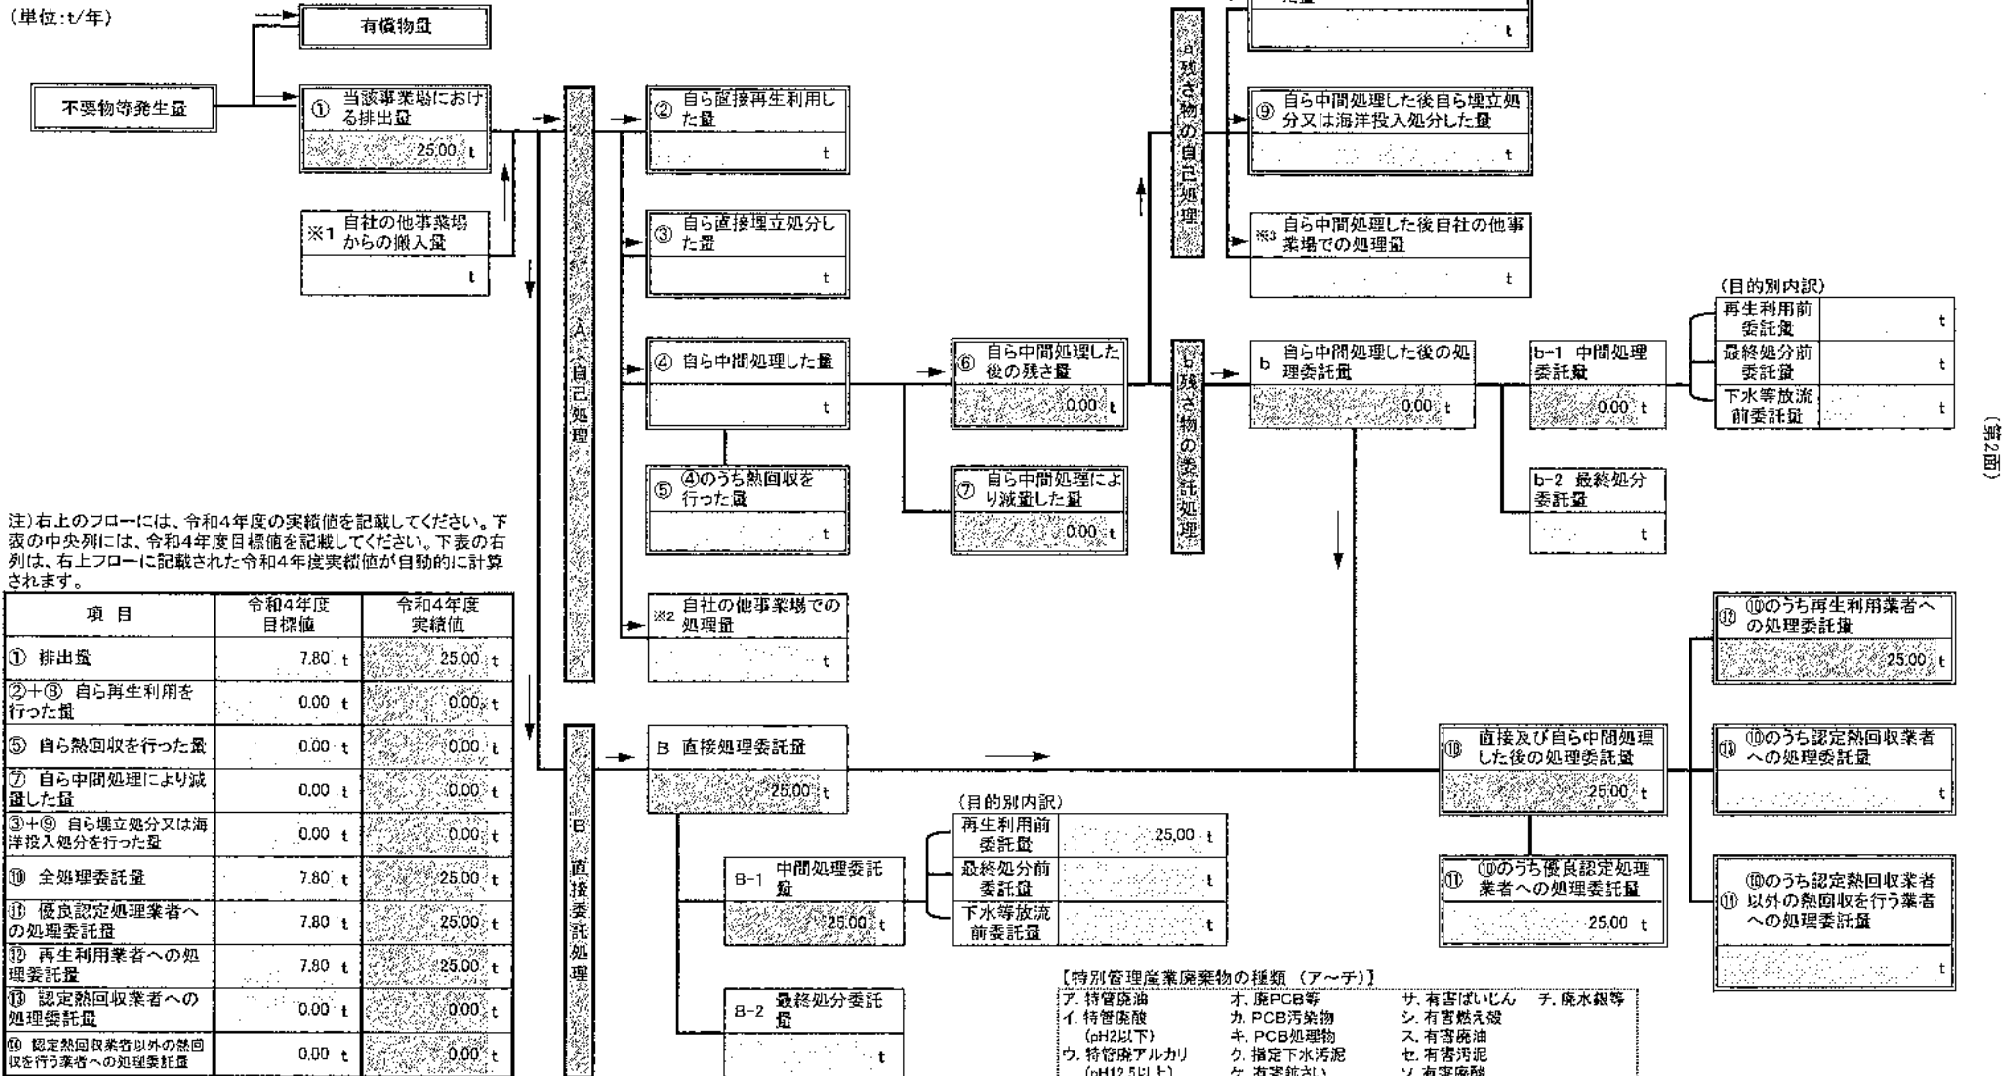 (単位:t/年)
有償物量
不要物等発生量
① 当該事業場におけ
る排出量
25.00 t
※1 自社の他事業場
からの搬入量
t
A 自己処理
② 自ら直接再生利用し
た量
t
③ 自ら直接埋立処分し
た量
t
④ 自ら中間処理した量
t
⑤ ④のうち熱回収を
行った量
t
※2 自社の他事業場での
処理量
t
⑥ 自ら中間処理した
後の残さ量
0.00 t
⑦ 自ら中間処理によ
り減量した量
0.00 t
a 残さ物の自己処理
t
⑨ 自ら中間処理した後自ら埋立処
分又は海洋投入処分した量
t
※3 自ら中間処理した後自社の他事
業場での処理量
t
b 残さ物の委託処理
b 自ら中間処理した後の処
理委託量
0.00 t
b-1 中間処理
委託量
0.00 t
b-2 最終処分
委託量
t
(目的別内訳)
再生利用前
委託量
t
最終処分前
委託量
t
下水等放流
前委託量
t
(第2面)
注)右上のフローには、令和4年度の実績値を記載してください。下
表の中央列には、令和4年度目標値を記載してください。下表の右
列は、右上フローに記載された令和4年度実績値が自動的に計算
されます。
項 目 令和4年度 目標値 令和4年度 実績値
① 排出量 7.80 t 25.00 t
②+⑧ 自ら再生利用を
行った量 0.00 t 0.00 t
⑤ 自ら熱回収を行った量 0.00 t 0.00 t
⑦ 自ら中間処理により減
量した量 0.00 t 0.00 t
③+⑨ 自ら埋立処分又は海
洋投入処分を行った量 0.00 t 0.00 t
⑩ 全処理委託量 7.80 t 25.00 t
⑪ 優良認定処理業者へ
の処理委託量 7.80 t 25.00 t
⑫ 再生利用業者への処
理委託量 7.80 t 25.00 t
⑬ 認定熱回収業者への
処理委託量 0.00 t 0.00 t
⑭ 認定熱回収業者以外の熱回
収を行う業者への処理委託量 0.00 t 0.00 t
B 直接委託処理
B 直接処理委託量
25.00 t
B-1 中間処理委託
量
25.00 t
B-2 最終処分委託
量
t
(目的別内訳)
再生利用前
委託量
25.00 t
最終処分前
委託量
t
下水等放流
前委託量
t
⑩ 直接及び自ら中間処理
した後の処理委託量
25.00 t
⑪ ⑩のうち優良認定処理
業者への処理委託量
25.00 t
⑫ ⑩のうち再生利用業者へ
の処理委託量
25.00 t
⑬ ⑩のうち認定熱回収業者
への処理委託量
t
⑭ ⑩のうち認定熱回収業者
以外の熱回収を行う業者
への処理委託量
t
【特別管理産業廃棄物の種類 (ア~チ)】
ア. 特管廃油 オ. 廃PCB等 サ. 有害ばいじん チ. 廃水銀等
イ. 特管廃酸 カ. PCB汚染物 シ. 有害燃え殻
(pH2以下) キ. PCB処理物 ス. 有害廃油
ウ. 特管廃アルカリ ク. 指定下水汚泥 セ. 有害汚泥
(pH12.5以上) ケ. 有害鉱さい ソ. 有害廃酸